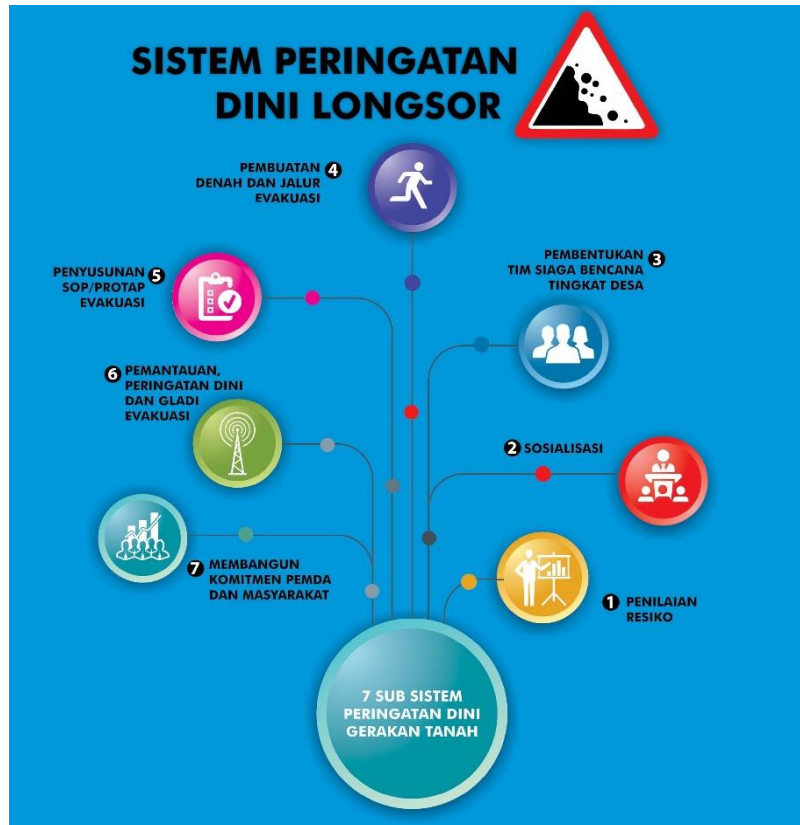 SISTEM PERINGATAN
DINI LONGSOR
PEMBUATAN 4
DENAH DAN JALUR
EVAKUASI
PENYUSUNAN 5
SOP/PROTAP
EVAKUASI
PEMBENTUKAN 3
TIM SIAGA BENCANA
TINGKAT DESA
6 PEMANTAUAN,
PERINGATAN DINI
DAN GLADI
EVAKUASI
2 SOSIALISASI
7 MEMBANGUN
KOMITMEN PEMDA
DAN MASYARAKAT
1 PENILAIAN
RESIKO
7 SUB SISTEM
PERINGATAN DINI
GERAKAN TANAH